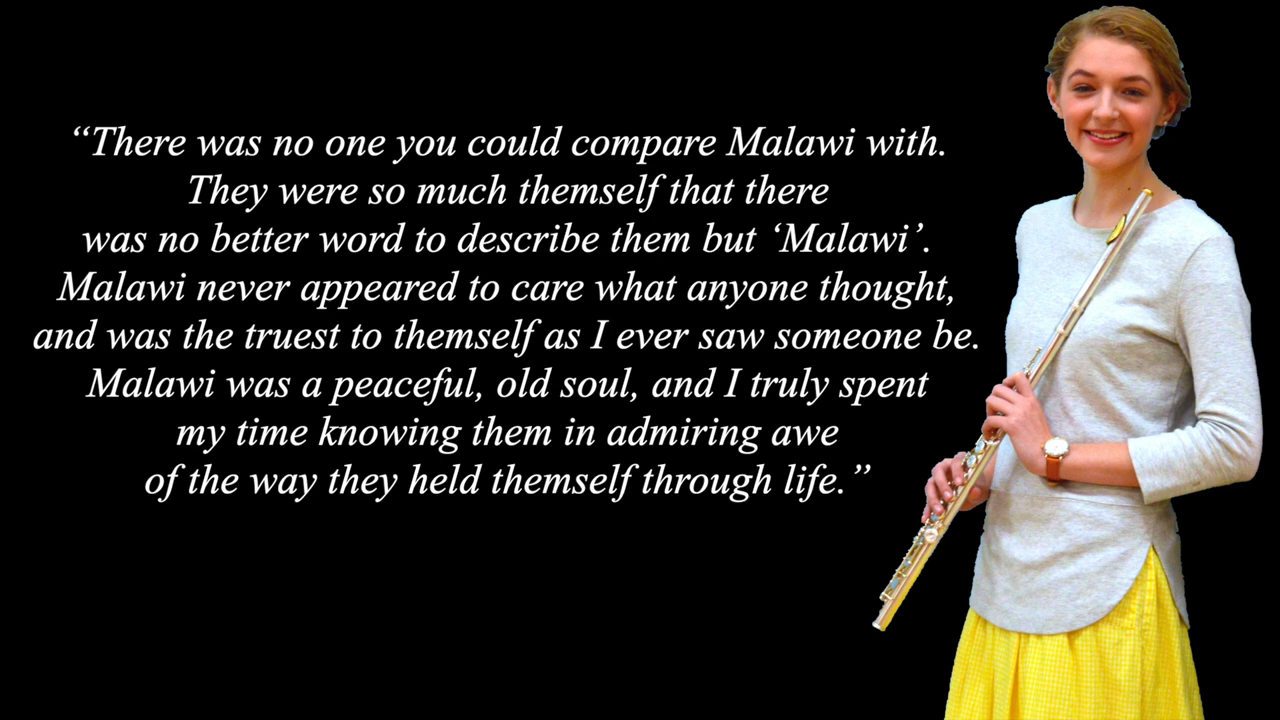 “There was no one you could compare Malawi with.
They were so much themself that there
was no better word to describe them but ‘Malawi’.
Malawi never appeared to care what anyone thought,
and was the truest to themself as I ever saw someone be.
Malawi was a peaceful, old soul, and I truly spent
my time knowing them in admiring awe
of the way they held themself through life.”